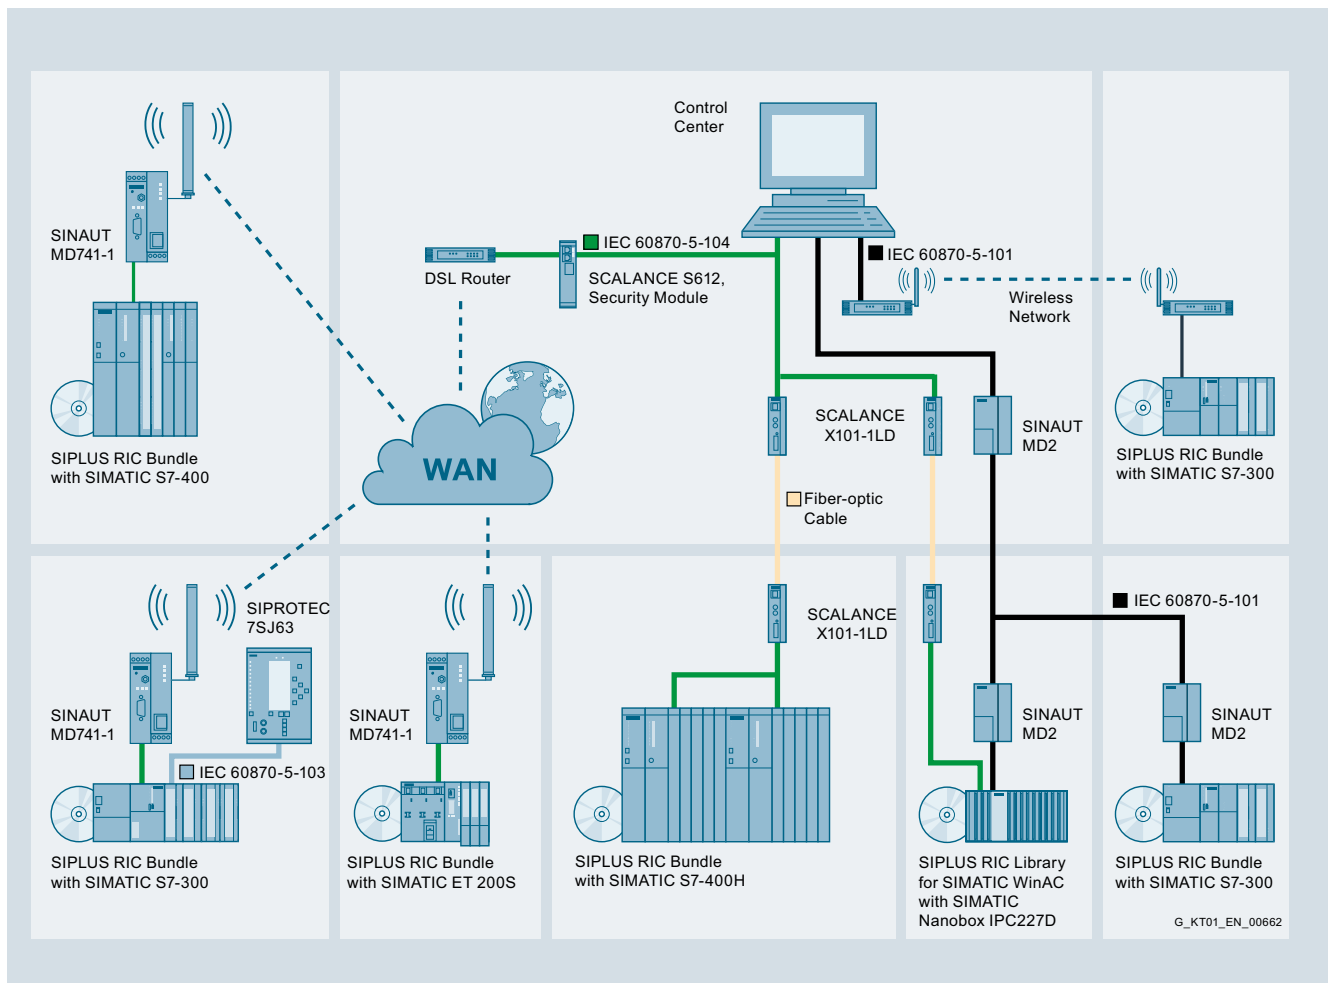 Control
Center
SINAUT
MD741-1
IEC 60870-5-104
IEC 60870-5-101
DSL Router
SCALANCE S612,
Security Module
Wireless
Network
SCALANCE
X101-1LD
SINAUT
MD2
SIPLUS RIC Bundle
with SIMATIC S7-400
SIPLUS RIC Bundle
with SIMATIC S7-300
WAN
Fiber-optic
Cable
SIPROTEC
7SJ63
SCALANCE
X101-1LD
IEC 60870-5-101
SINAUT
MD741-1
SINAUT
MD741-1
SINAUT
MD2
SINAUT
MD2
IEC 60870-5-103
SIPLUS RIC Bundle
with SIMATIC S7-300
SIPLUS RIC Bundle
with SIMATIC ET 200S
SIPLUS RIC Bundle
with SIMATIC S7-400H
SIPLUS RIC Library
for SIMATIC WinAC
with SIMATIC
Nanobox IPC227D
SIPLUS RIC Bundle
with SIMATIC S7-300
G_KT01_EN_00662